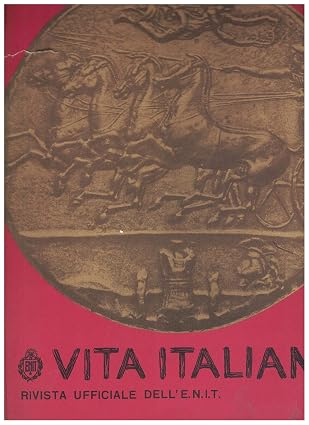 VITA ITALIAN
RIVISTA UFFICIALE DELL'E.N.I.T.